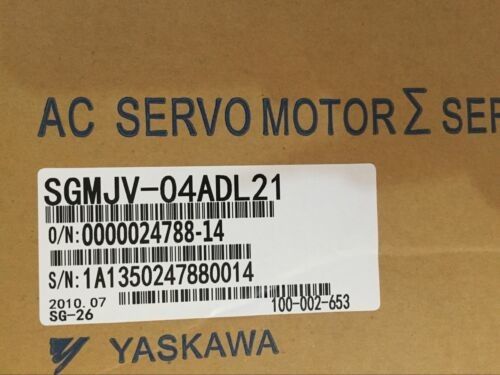 AC SERVO MOTOR Σ SER
SGMJV-04ADL21
O/N:0000024788-14
S/N:1A1350247880014
2010.07
SG-26
100-002-653
YASKAWA